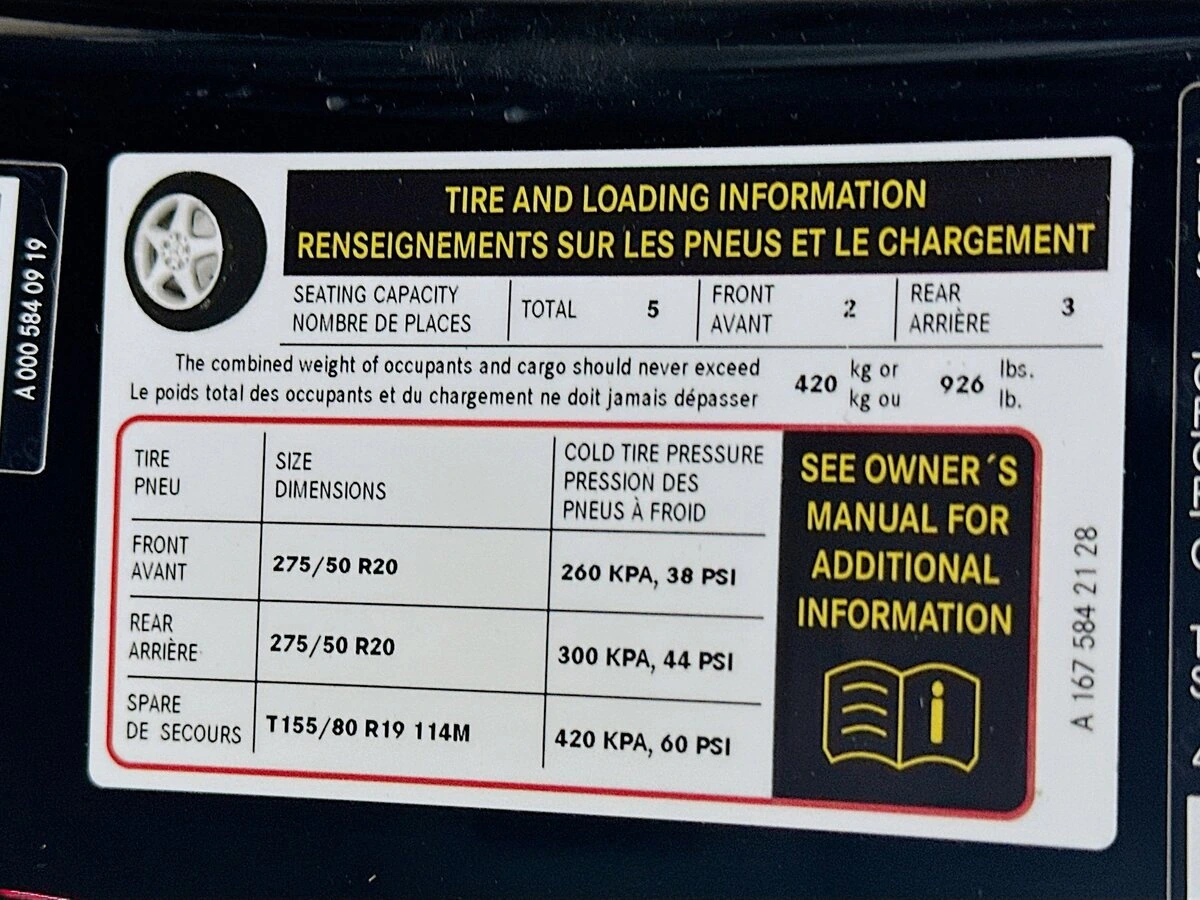 TIRE AND LOADING INFORMATION
RENSEIGNEMENTS SUR LES PNEUS ET LE CHARGEMENT
SEATING CAPACITY
NOMBRE DE PLACES
TOTAL 5
FRONT
AVANT
2
REAR
ARRIÈRE
3
The combined weight of occupants and cargo should never exceed
Le poids total des occupants et du chargement ne doit jamais dépasser
420
kg or
kg ou
926
lbs.
lb.
TIRE
PNEU
SIZE
DIMENSIONS
COLD TIRE PRESSURE
PRESSION DES
PNEUS À FROID
FRONT
AVANT
275/50 R20
260 KPA, 38 PSI
REAR
ARRIÈRE
275/50 R20
300 KPA, 44 PSI
SPARE
DE SECOURS
T155/80 R19 114M
420 KPA, 60 PSI
SEE OWNER´S
MANUAL FOR
ADDITIONAL
INFORMATION
A 167 584 21 28
A 000 584 09 19